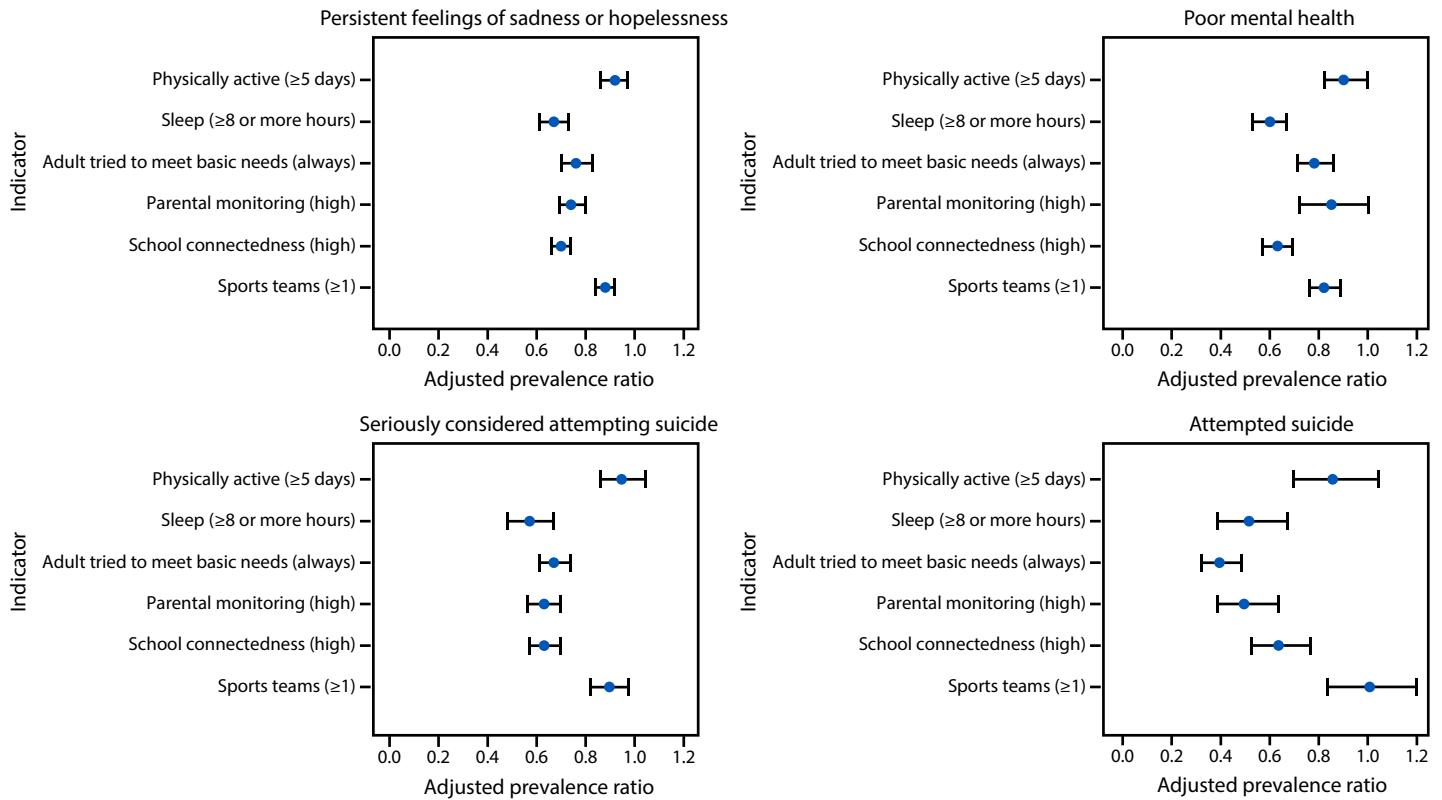 Persistent feelings of sadness or hopelessness
Indicator
Physically active (≥5 days)
Sleep (≥8 or more hours)
Adult tried to meet basic needs (always)
Parental monitoring (high)
School connectedness (high)
Sports teams (≥1)
0.0 0.2 0.4 0.6 0.8 1.0 1.2
Adjusted prevalence ratio
Poor mental health
Indicator
Physically active (≥5 days)
Sleep (≥8 or more hours)
Adult tried to meet basic needs (always)
Parental monitoring (high)
School connectedness (high)
Sports teams (≥1)
0.0 0.2 0.4 0.6 0.8 1.0 1.2
Adjusted prevalence ratio
Seriously considered attempting suicide
Indicator
Physically active (≥5 days)
Sleep (≥8 or more hours)
Adult tried to meet basic needs (always)
Parental monitoring (high)
School connectedness (high)
Sports teams (≥1)
0.0 0.2 0.4 0.6 0.8 1.0 1.2
Adjusted prevalence ratio
Attempted suicide
Indicator
Physically active (≥5 days)
Sleep (≥8 or more hours)
Adult tried to meet basic needs (always)
Parental monitoring (high)
School connectedness (high)
Sports teams (≥1)
0.0 0.2 0.4 0.6 0.8 1.0 1.2
Adjusted prevalence ratio